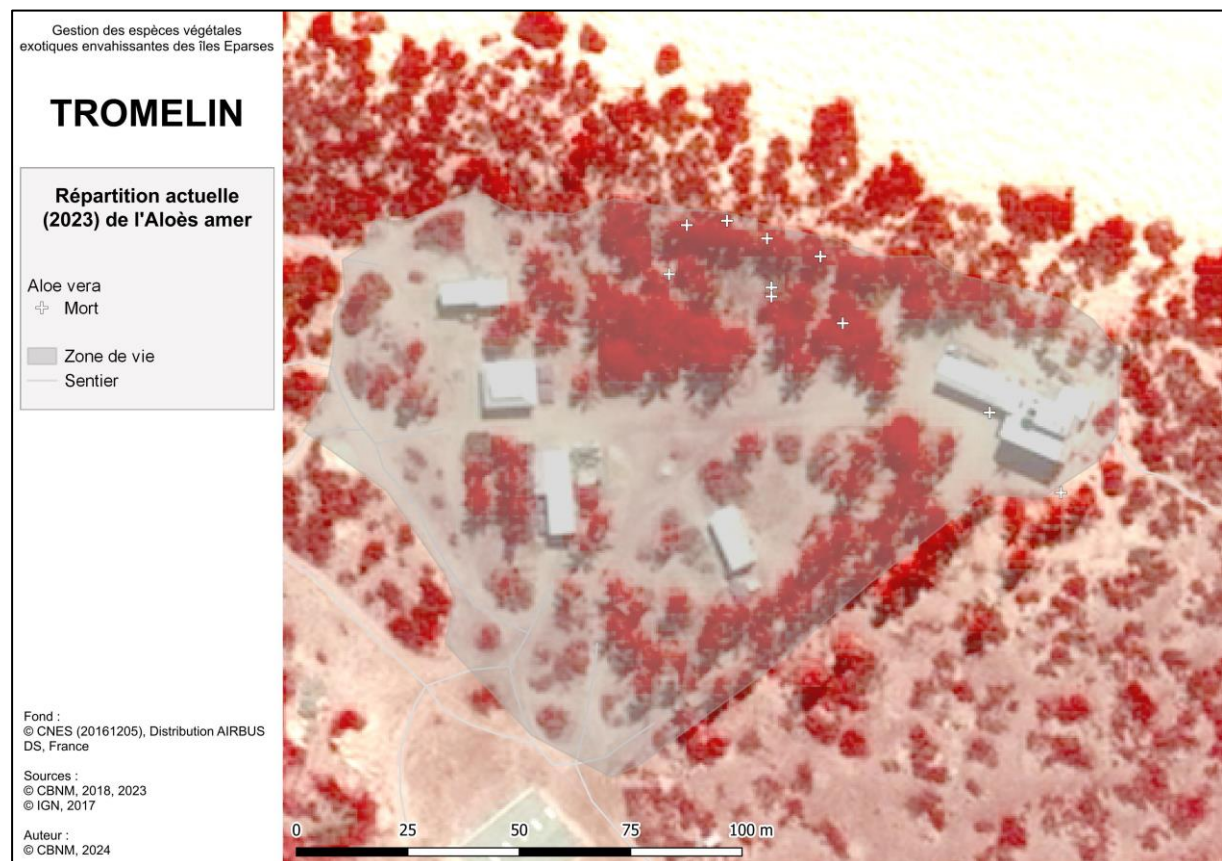 Gestion des espèces végétales
exotiques envahissantes des îles Eparses
TROMELIN
Répartition actuelle
(2023) de l'Aloès amer
Aloe vera
Mort
Zone de vie
Sentier
Fond :
© CNES (20161205), Distribution AIRBUS
DS, France
Sources :
© CBNM, 2018, 2023
© IGN, 2017
Auteur :
© CBNM, 2024
0 25 50 75 100 m